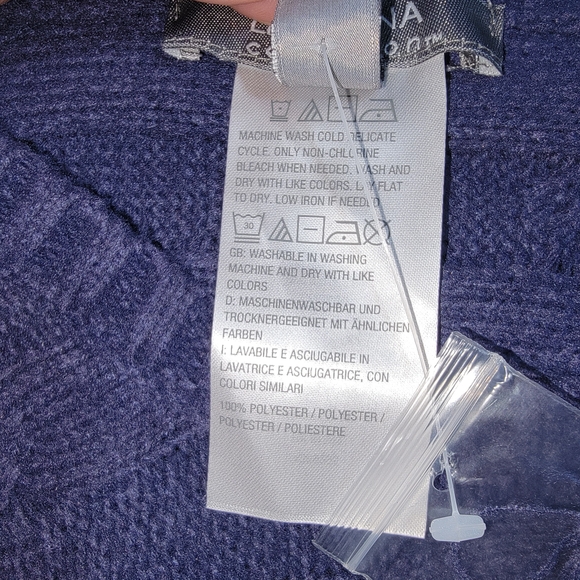 MACHINE WASH COLD DELICATE
CYCLE. ONLY NON-CHLORINE
BLEACH WHEN NEEDED. WASH AND
DRY WITH LIKE COLORS. LAY FLAT
TO DRY. LOW IRON IF NEEDED.
30
GB: WASHABLE IN WASHING
MACHINE AND DRY WITH LIKE
COLORS
D: MASCHINENWASCHBAR UND
TROCKNERGEEIGNET MIT ÄHNLICHEN
FARBEN
I: LAVABILE E ASCIUGABILE IN
LAVATRICE E ASCIUGATRICE, CON
COLORI SIMILARI
100% POLYESTER / POLYESTER /
POLYESTER / POLIESTERE